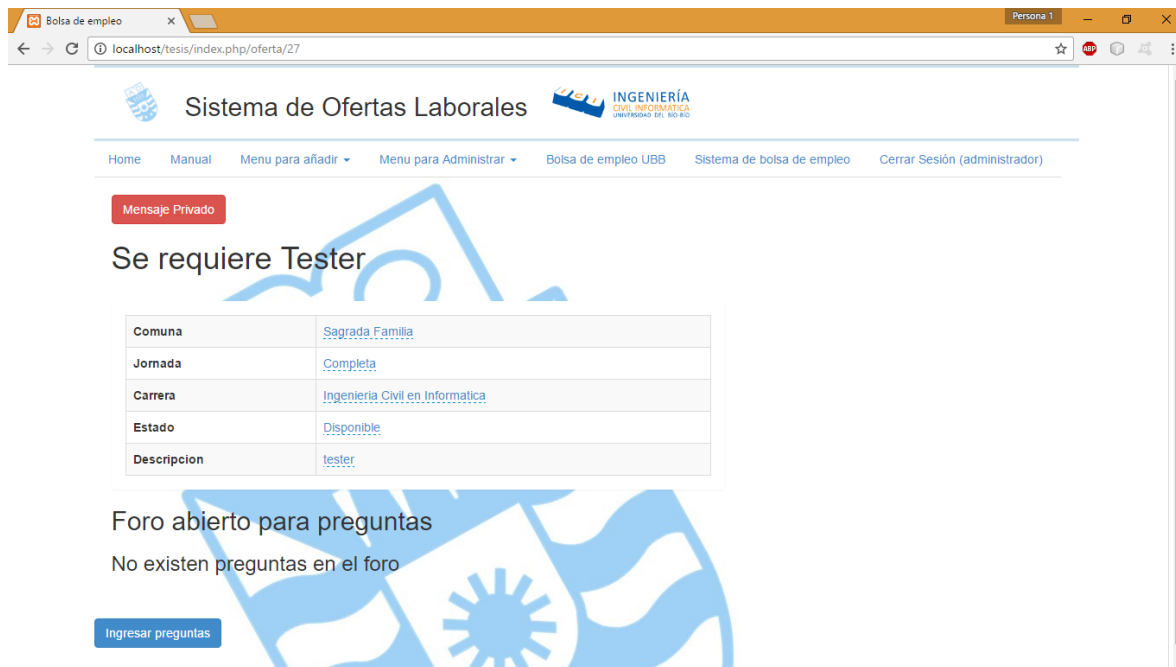 Bolsa de empleo
Persona 1
localhost/tesis/index.php/oferta/27
ABP
Sistema de Ofertas Laborales
ici
INGENIERÍA
CIVIL INFORMÁTICA
UNIVERSIDAD DEL BÍO-BÍO
Home Manual Menu para añadir Menu para Administrar Bolsa de empleo UBB Sistema de bolsa de empleo Cerrar Sesión (administrador)
Mensaje Privado
Se requiere Tester
Comuna Sagrada Familia
Jornada Completa
Carrera Ingenieria Civil en Informatica
Estado Disponible
Descripcion tester
Foro abierto para preguntas
No existen preguntas en el foro
Ingresar preguntas